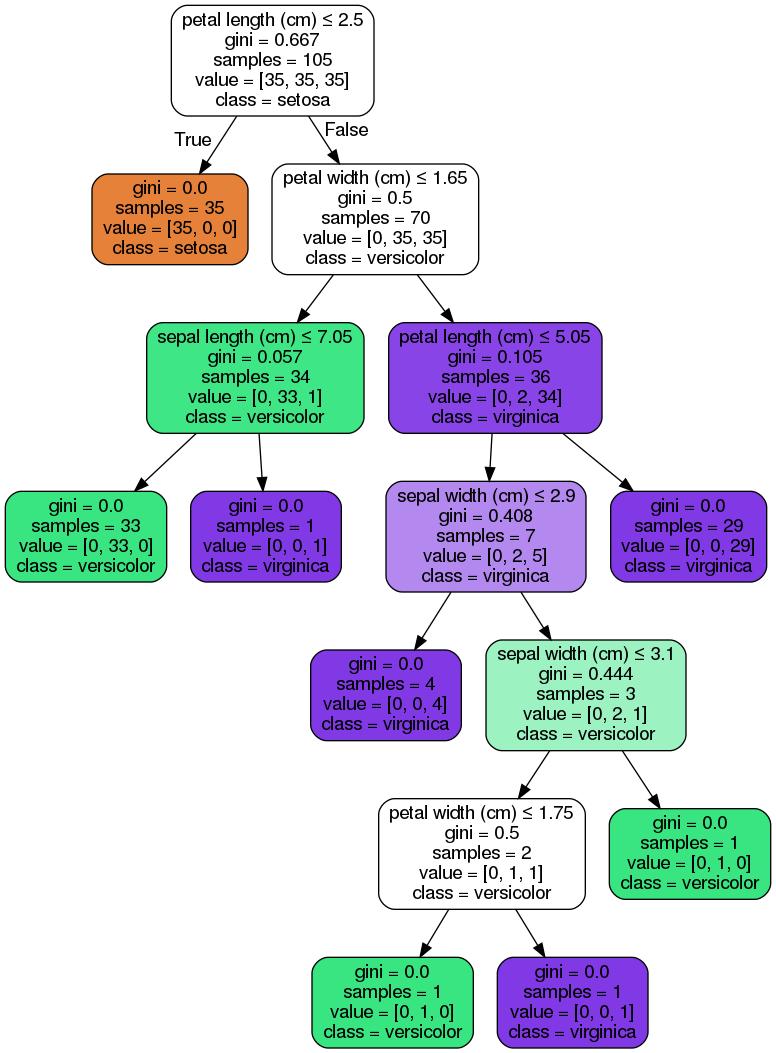 petal length (cm) ≤ 2.5
gini = 0.667
samples = 105
value = [35, 35, 35]
class = setosa
True
False
gini = 0.0
samples = 35
value = [35, 0, 0]
class = setosa
petal width (cm) ≤ 1.65
gini = 0.5
samples = 70
value = [0, 35, 35]
class = versicolor
sepal length (cm) ≤ 7.05
gini = 0.057
samples = 34
value = [0, 33, 1]
class = versicolor
petal length (cm) ≤ 5.05
gini = 0.105
samples = 36
value = [0, 2, 34]
class = virginica
gini = 0.0
samples = 33
value = [0, 33, 0]
class = versicolor
gini = 0.0
samples = 1
value = [0, 0, 1]
class = virginica
sepal width (cm) ≤ 2.9
gini = 0.408
samples = 7
value = [0, 2, 5]
class = virginica
gini = 0.0
samples = 29
value = [0, 0, 29]
class = virginica
gini = 0.0
samples = 4
value = [0, 0, 4]
class = virginica
sepal width (cm) ≤ 3.1
gini = 0.444
samples = 3
value = [0, 2, 1]
class = versicolor
petal width (cm) ≤ 1.75
gini = 0.5
samples = 2
value = [0, 1, 1]
class = versicolor
gini = 0.0
samples = 1
value = [0, 1, 0]
class = versicolor
gini = 0.0
samples = 1
value = [0, 1, 0]
class = versicolor
gini = 0.0
samples = 1
value = [0, 0, 1]
class = virginica